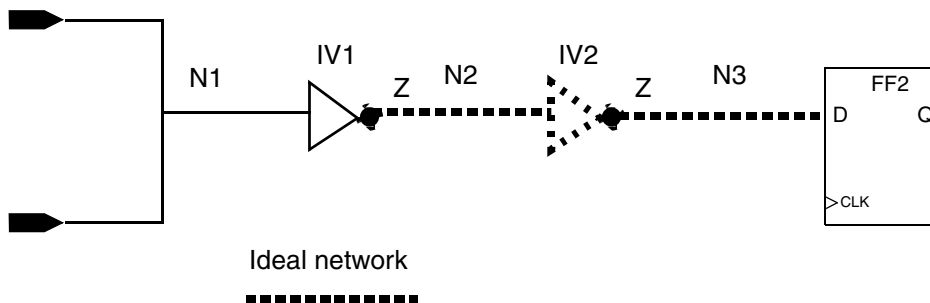 IV1
IV2
N1
Z
N2
Z
N3
FF2
D
Q
CLK
Ideal network